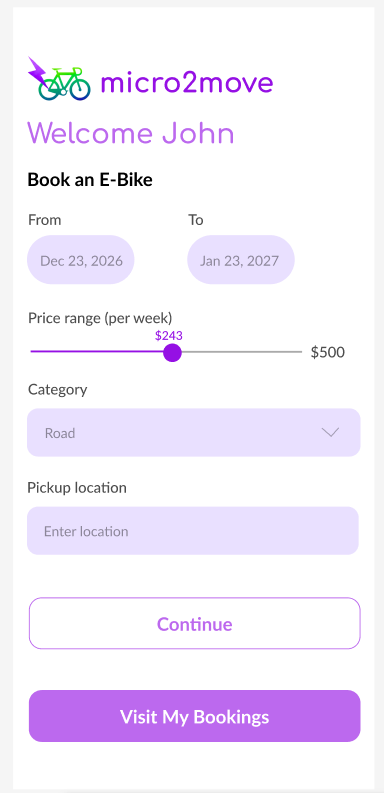 micro2move
Welcome John
Book an E-Bike
From To
Dec 23, 2026 Jan 23, 2027
Price range (per week)
$243
$500
Category
Road
Pickup location
Enter location
Continue
Visit My Bookings